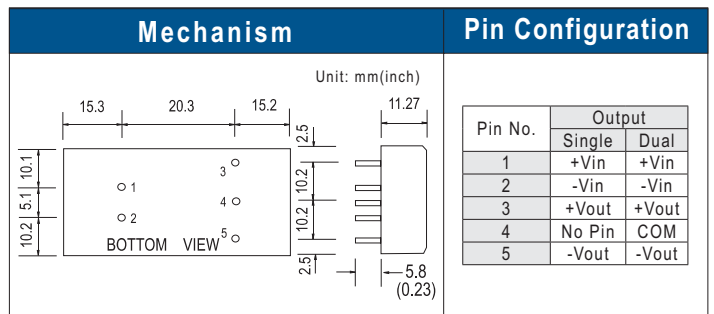 Mechanism
Pin Configuration
Unit: mm(inch)
15.3 20.3 15.2
11.27
10.1
5.1
10.2
2.5
10.2
10.2
2.5
1
2
3
4
5
BOTTOM VIEW
5.8
(0.23)
Pin No. Output
Single Dual
1 +Vin +Vin
2 -Vin -Vin
3 +Vout +Vout
4 No Pin COM
5 -Vout -Vout